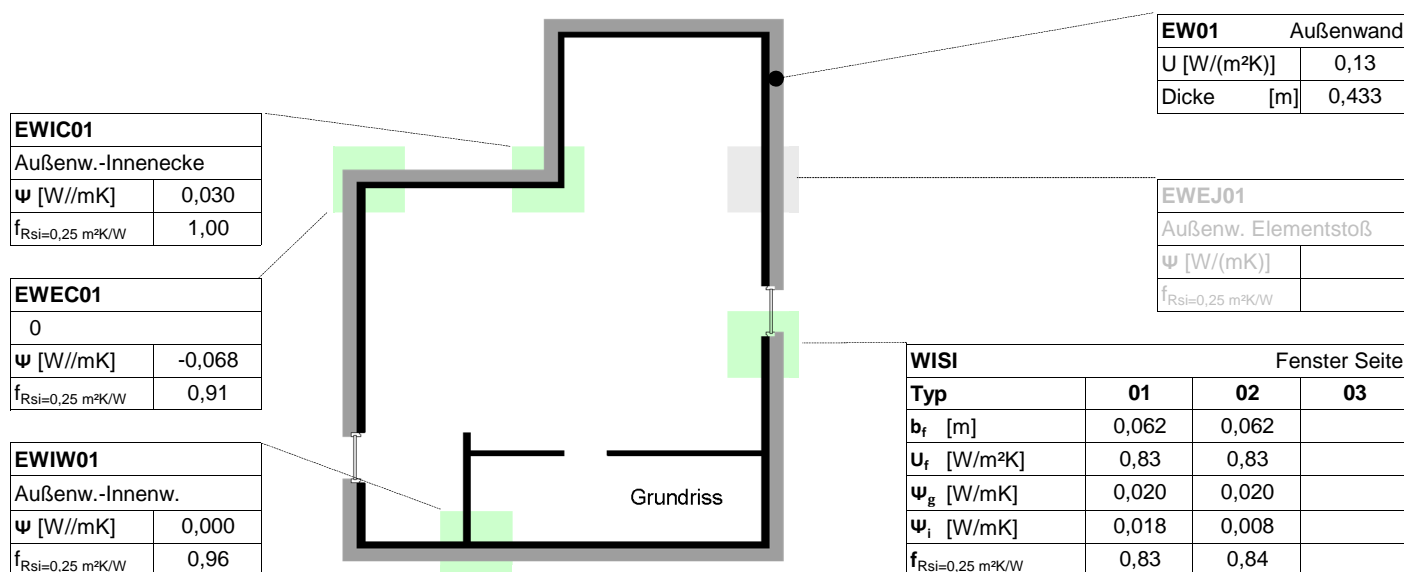 EW01 Außenwand
U [W/(m²K)] 0,13
Dicke [m] 0,433
EWIC01
Außenw.-Innenecke
Ψ [W//mK] 0,030
fRsi=0,25 m²K/W 1,00
EWEJ01
Außenw. Elementstoß
Ψ [W/(mK)]
fRsi=0,25 m²K/W
EWEC01
0
Ψ [W//mK] -0,068
fRsi=0,25 m²K/W 0,91
WISI Fenster Seite
Typ 01 02 03
bf [m] 0,062 0,062
Uf [W/m²K] 0,83 0,83
Ψg [W/mK] 0,020 0,020
Ψi [W/mK] 0,018 0,008
fRsi=0,25 m²K/W 0,83 0,84
EWIW01
Außenw.-Innenw.
Ψ [W//mK] 0,000
fRsi=0,25 m²K/W 0,96
Grundriss